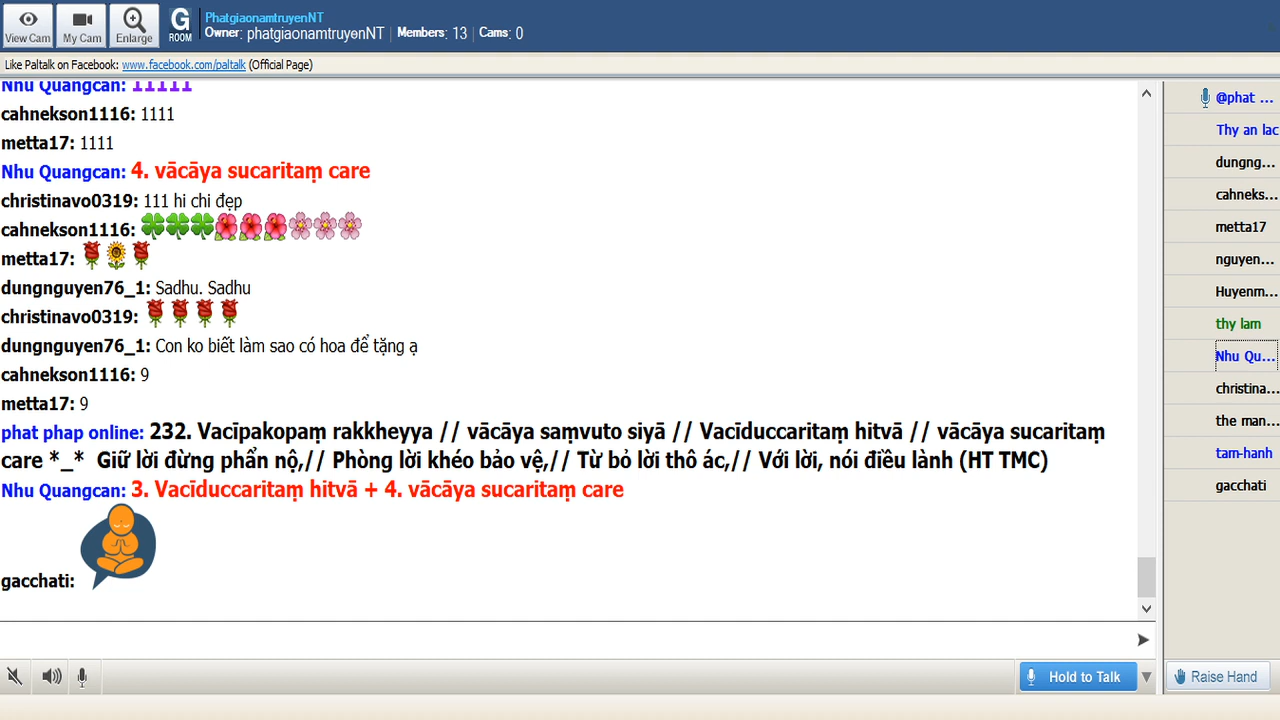 View Cam
My Cam
Enlarge
G
ROOM
PhatgiaonamtruyenNT
Owner: phatgiaonamtruyenNT | Members: 13 | Cams: 0
Like Paltalk on Facebook: www.facebook.com/paltalk (Official Page)
Nhu Quangcan: 11111
cahnekson1116: 1111
metta17: 1111
Nhu Quangcan: 4. vācāya sucaritaṃ care
christinavo0319: 111 hi chi đẹp
cahnekson1116:
metta17:
dungnguyen76_1: Sadhu. Sadhu
christinavo0319:
dungnguyen76_1: Con ko biết làm sao có hoa để tặng ạ
cahnekson1116: 9
metta17: 9
phat phap online: 232. Vacīpakopaṃ rakkheyya // vācāya saṃvuto siyā // Vacīduccaritaṃ hitvā // vācāya sucaritaṃ
care *_* Giữ lời đừng phẩn nộ,// Phòng lời khéo bảo vệ,// Từ bỏ lời thô ác,// Với lời, nói điều lành (HT TMC)
Nhu Quangcan: 3. Vacīduccaritaṃ hitvā + 4. vācāya sucaritaṃ care
gacchati:
@phat ...
Thy an lac
dungng...
cahneks...
metta17
nguyen...
Huyenm...
thy lam
Nhu Qu...
christina...
the man...
tam-hanh
gacchati
Hold to Talk
Raise Hand